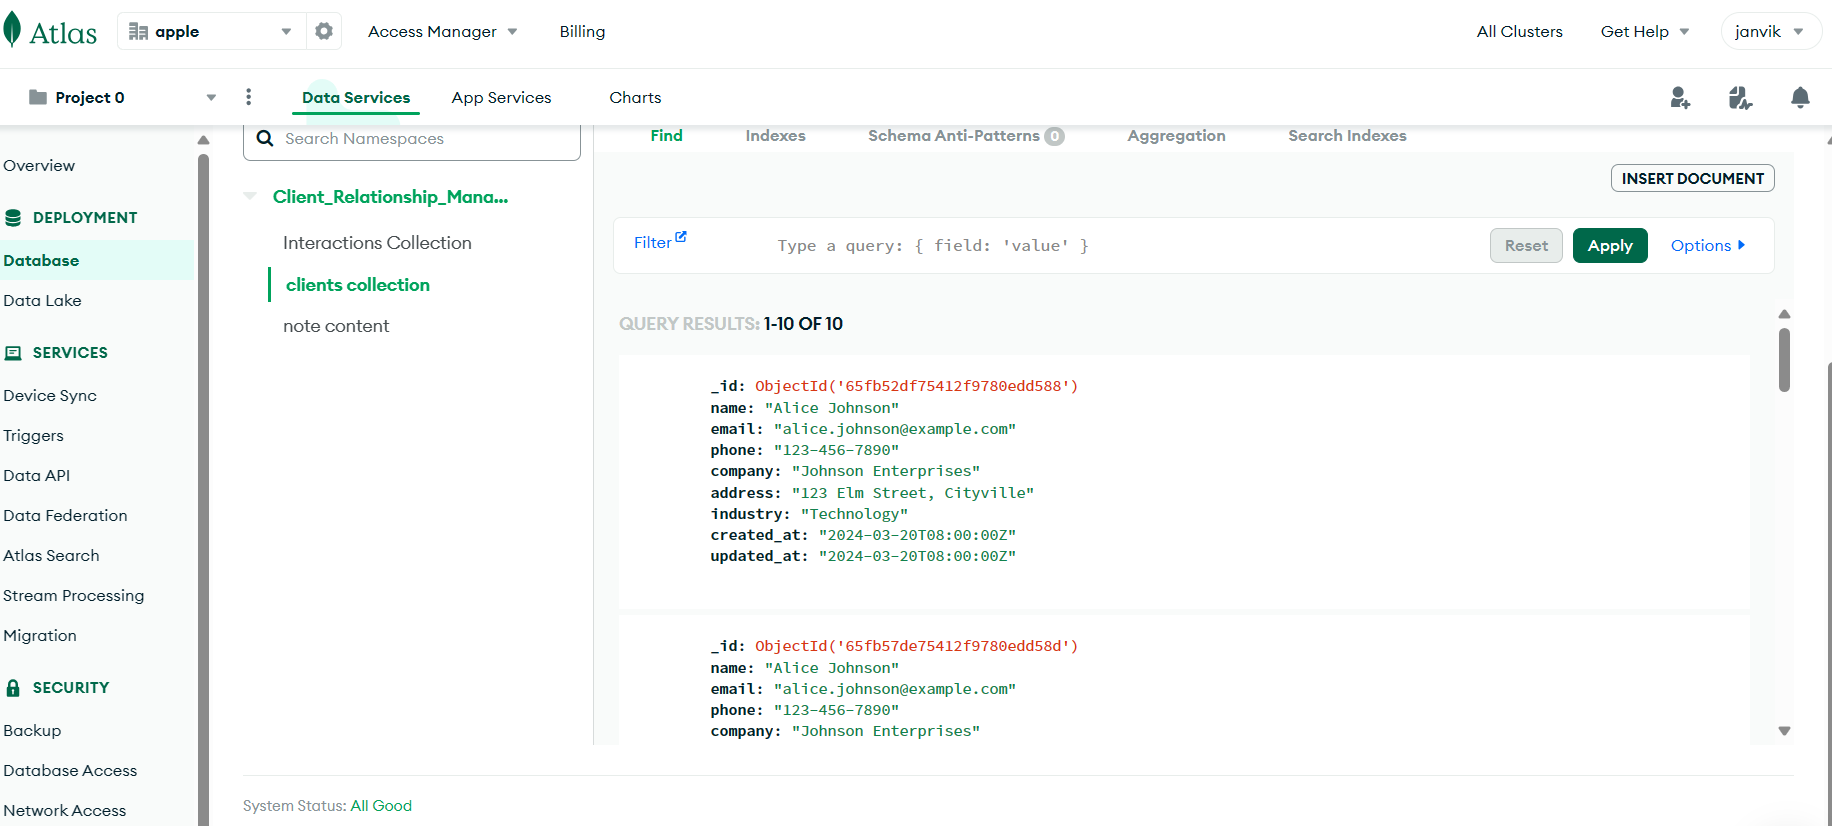 Atlas apple Access Manager Billing All Clusters Get Help janvik
Project 0 Data Services App Services Charts
Overview
DEPLOYMENT
Database
Data Lake
SERVICES
Device Sync
Triggers
Data API
Data Federation
Atlas Search
Stream Processing
Migration
SECURITY
Backup
Database Access
Network Access
Search Namespaces
Client_Relationship_Mana...
Interactions Collection
clients collection
note content
Find Indexes Schema Anti-Patterns 0 Aggregation Search Indexes
INSERT DOCUMENT
Filter Type a query: { field: 'value' } Reset Apply Options
QUERY RESULTS: 1-10 OF 10
_id: ObjectId('65fb52df75412f9780edd588')
name: "Alice Johnson"
email: "alice.johnson@example.com"
phone: "123-456-7890"
company: "Johnson Enterprises"
address: "123 Elm Street, Cityville"
industry: "Technology"
created_at: "2024-03-20T08:00:00Z"
updated_at: "2024-03-20T08:00:00Z"
_id: ObjectId('65fb57de75412f9780edd58d')
name: "Alice Johnson"
email: "alice.johnson@example.com"
phone: "123-456-7890"
company: "Johnson Enterprises"
System Status: All Good